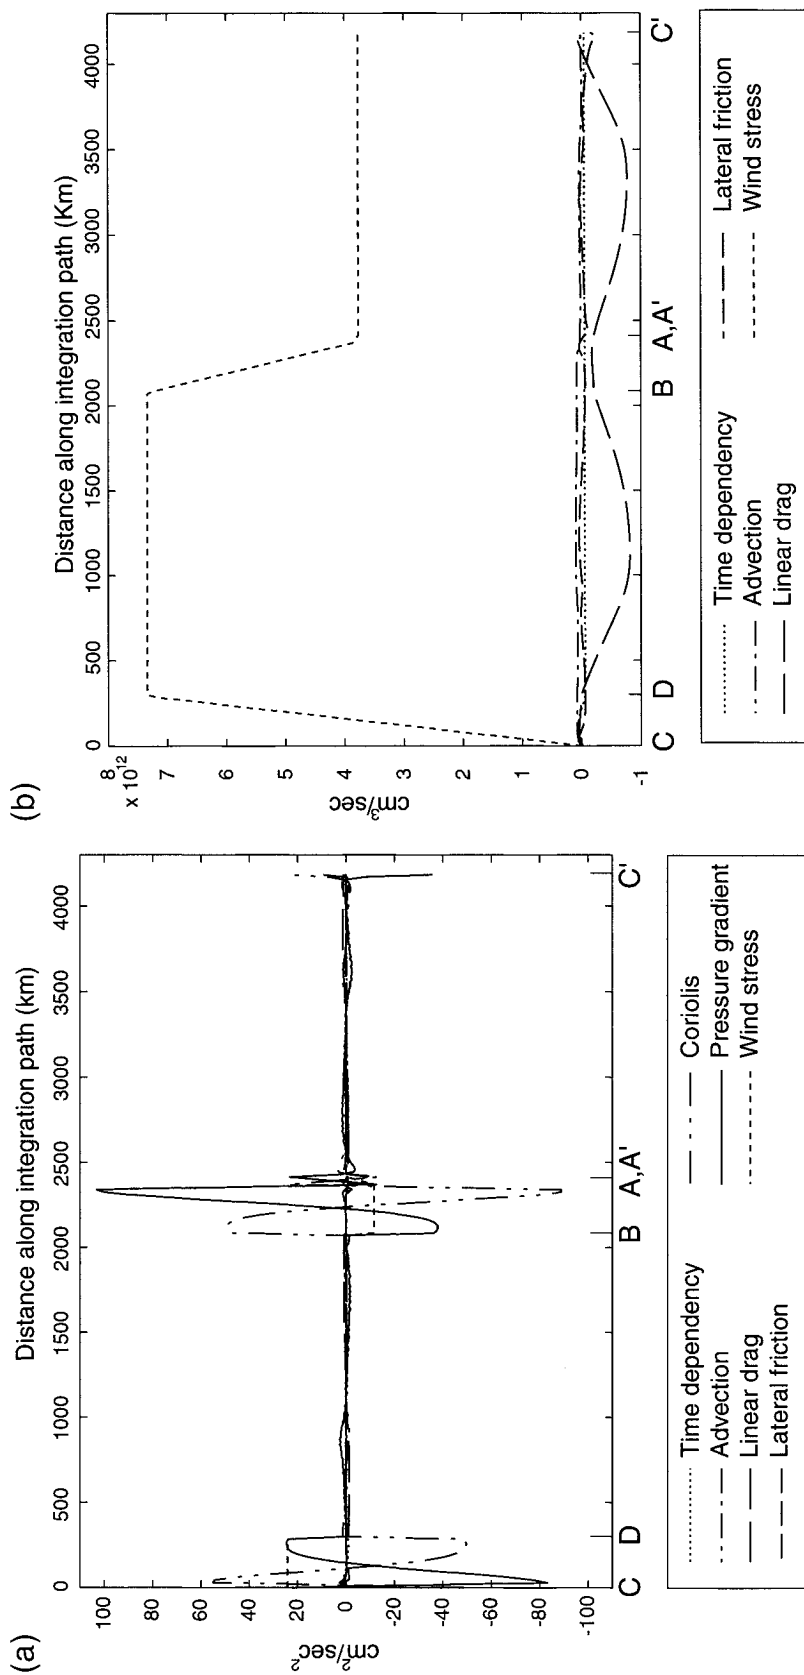 (a)
Distance along integration path (km)
0 500 1000 1500 2000 2500 3000 3500 4000
100
80
60
40
20
0
-20
-40
-60
-80
-100
cm²/sec²
C D B A,A' C'
Time dependency
Advection
Linear drag
Lateral friction
Coriolis
Pressure gradient
Wind stress
(b)
Distance along integration path (Km)
0 500 1000 1500 2000 2500 3000 3500 4000
8
x 10¹²
7
6
5
4
3
2
1
0
-1
cm³/sec
C D B A,A' C'
Time dependency
Advection
Linear drag
Lateral friction
Wind stress